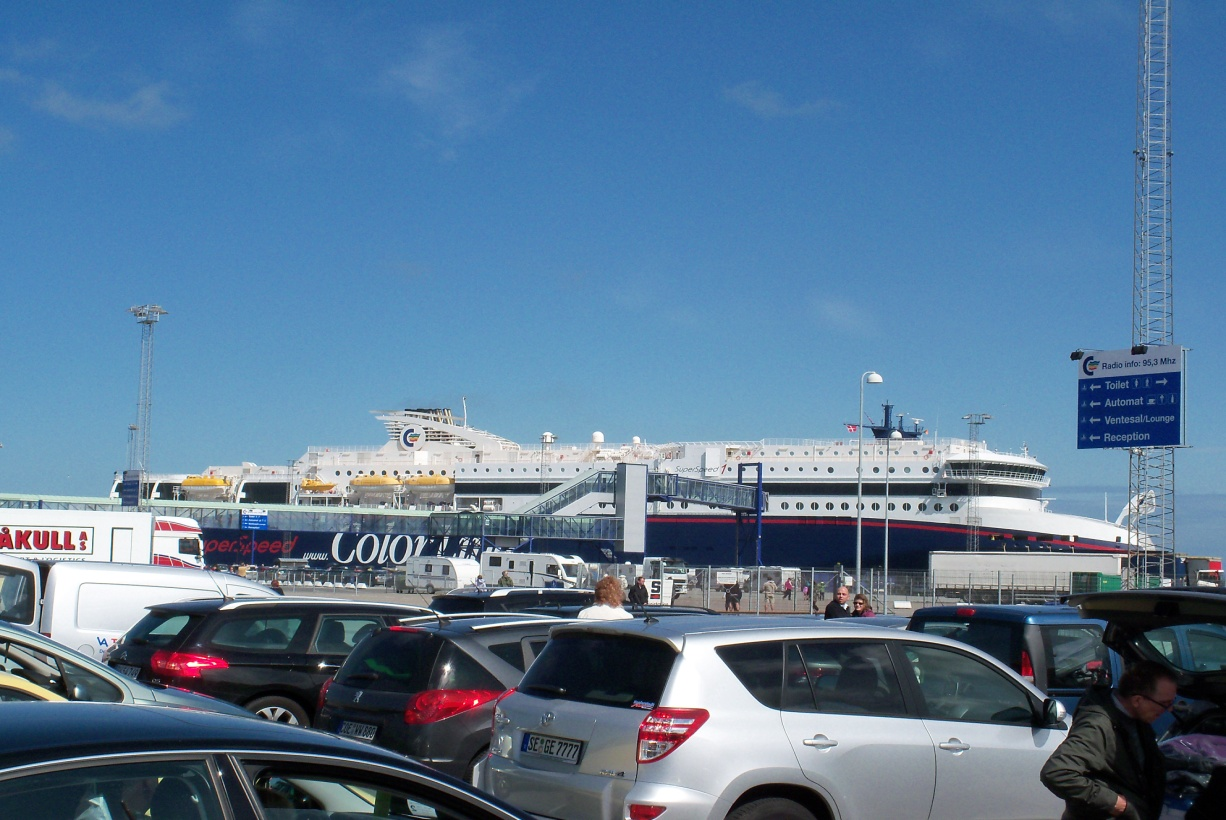 Radio info: 95,3 Mhz
Toilet
Automat
Ventesal/Lounge
Reception
SuperSpeed 1
ÅKULL AS
perSpeed
www.Color
SE GE 7777